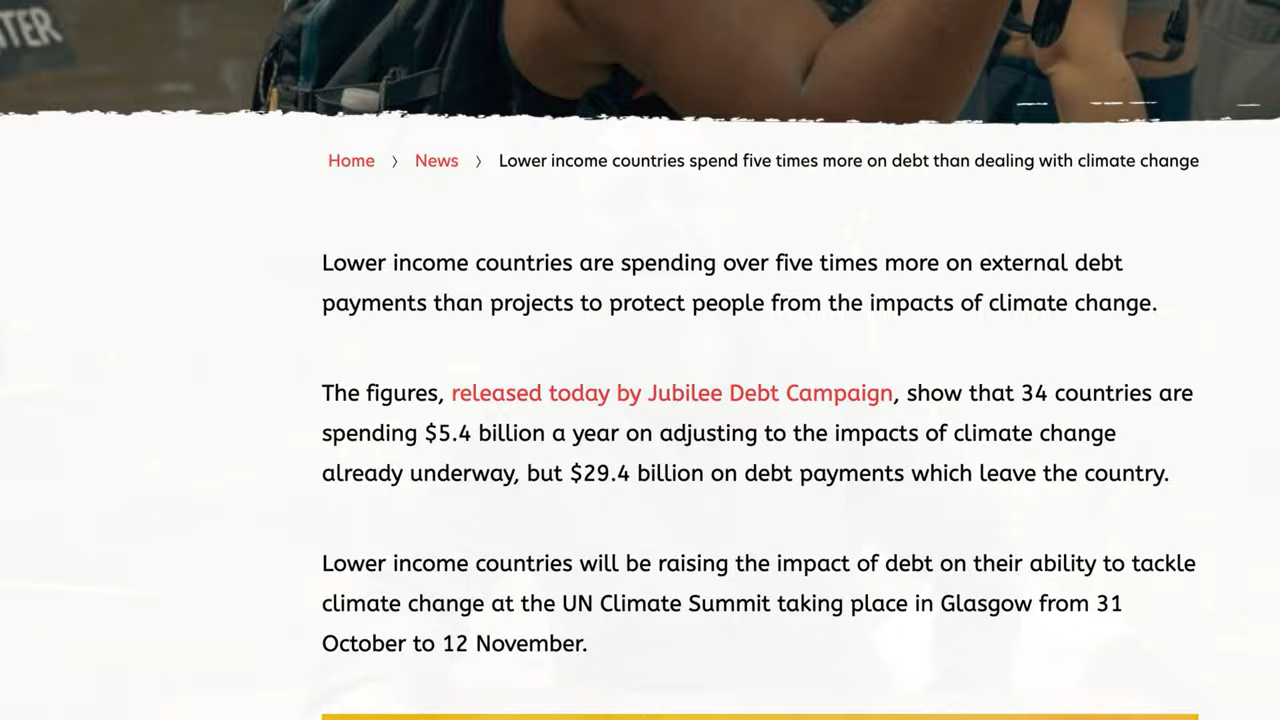 Home 〉 News 〉 Lower income countries spend five times more on debt than dealing with climate change
Lower income countries are spending over five times more on external debt
payments than projects to protect people from the impacts of climate change.
The figures, released today by Jubilee Debt Campaign, show that 34 countries are
spending $5.4 billion a year on adjusting to the impacts of climate change
already underway, but $29.4 billion on debt payments which leave the country.
Lower income countries will be raising the impact of debt on their ability to tackle
climate change at the UN Climate Summit taking place in Glasgow from 31
October to 12 November.